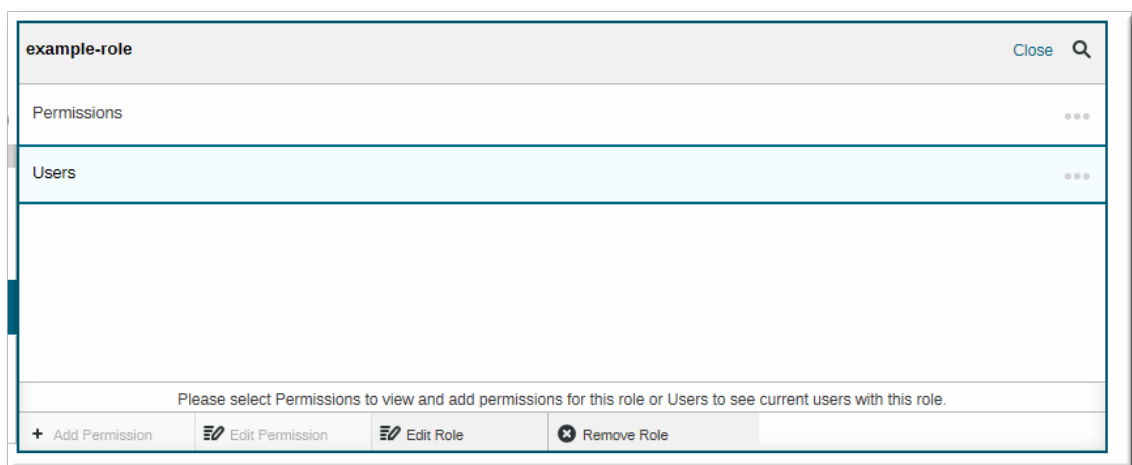 example-role
Close
Permissions
Users
Please select Permissions to view and add permissions for this role or Users to see current users with this role.
+ Add Permission
Edit Permission
Edit Role
Remove Role